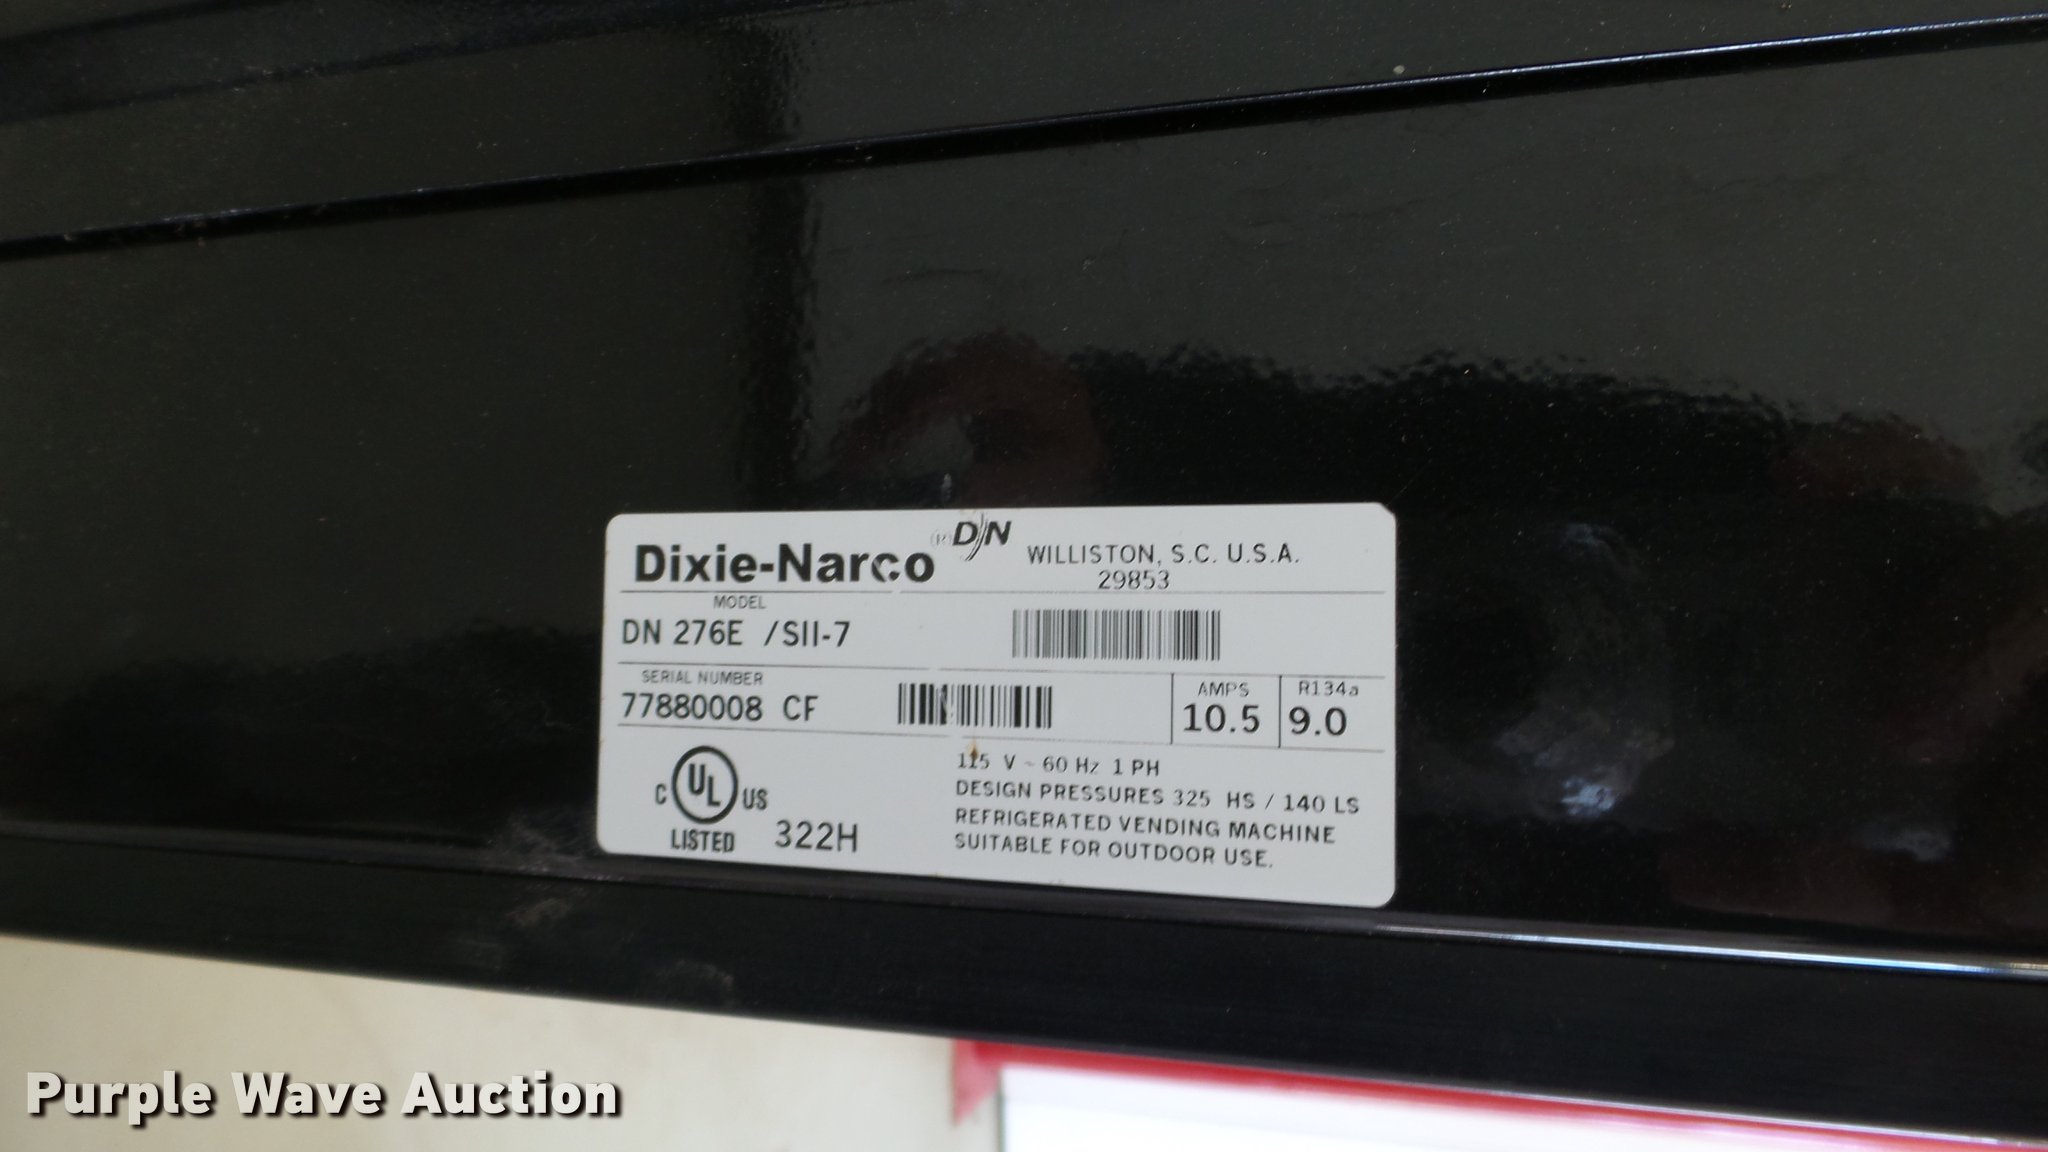 Dixie-Narco (R) D/N
WILLISTON, S.C. U.S.A.
29853
MODEL
DN 276E /SII-7
SERIAL NUMBER
77880008 CF
AMPS
10.5
R134a
9.0
C UL US
LISTED 322H
115 V ~ 60 Hz 1 PH
DESIGN PRESSURES 325 HS / 140 LS
REFRIGERATED VENDING MACHINE
SUITABLE FOR OUTDOOR USE.
Purple Wave Auction